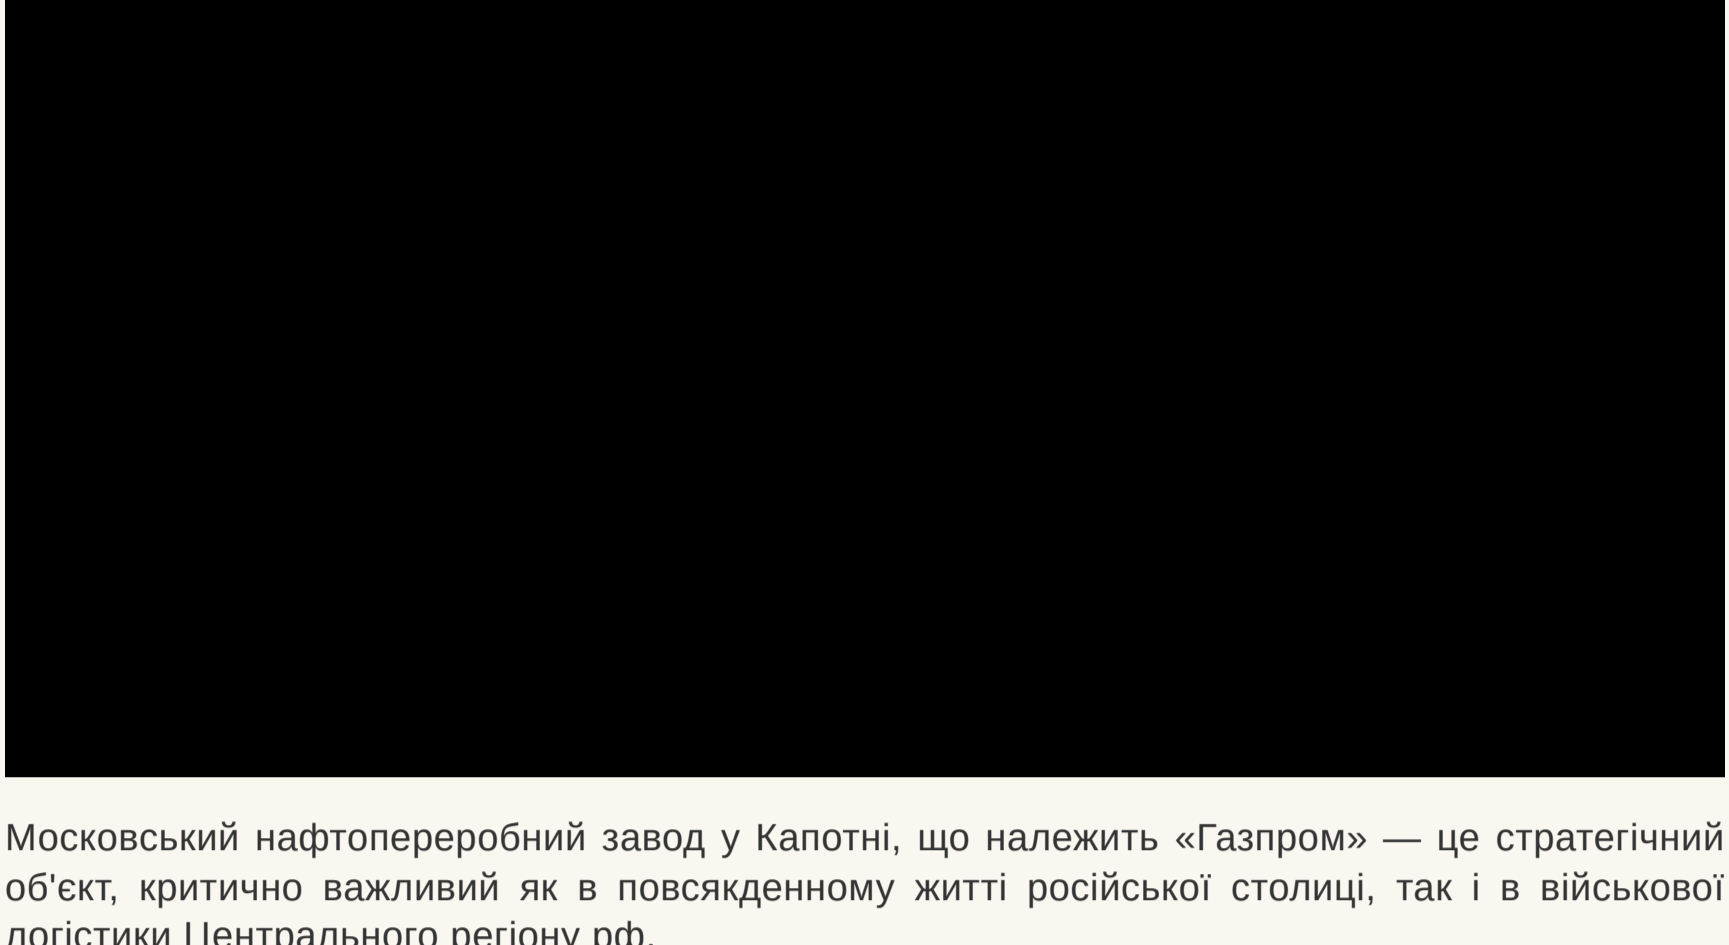 Московський нафтопереробний завод у Капотні, що належить «Газпром» — це стратегічний
об'єкт, критично важливий як в повсякденному житті російської столиці, так і в військової
логістики Центрального регіону рф.